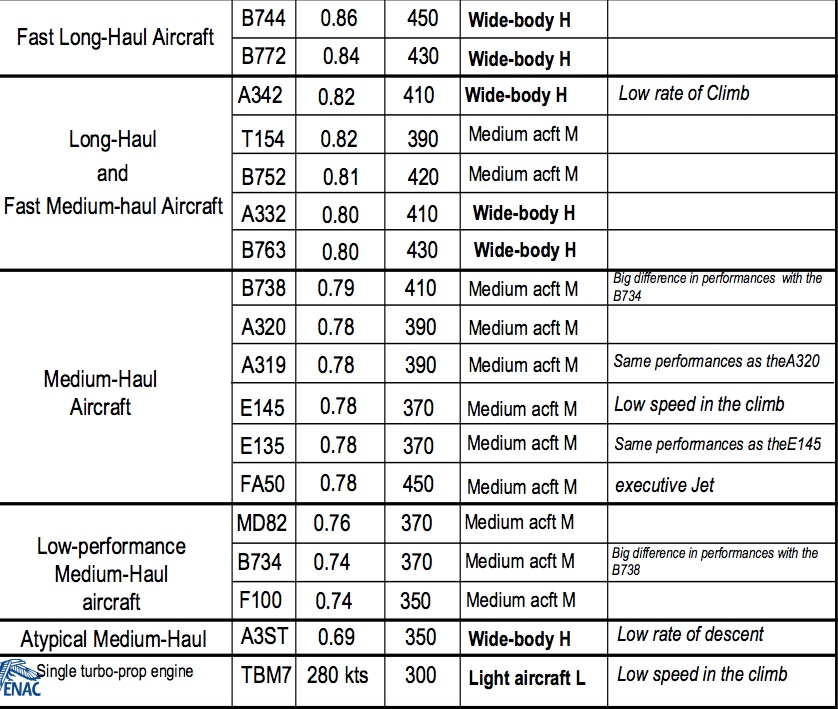 Fast Long-Haul Aircraft
B744 0.86 450 Wide-body H
B772 0.84 430 Wide-body H
Long-Haul
and
Fast Medium-haul Aircraft
A342 0.82 410 Wide-body H Low rate of Climb
T154 0.82 390 Medium acft M
B752 0.81 420 Medium acft M
A332 0.80 410 Wide-body H
B763 0.80 430 Wide-body H
Medium-Haul
Aircraft
B738 0.79 410 Medium acft M Big difference in performances with the
B734
A320 0.78 390 Medium acft M
A319 0.78 390 Medium acft M Same performances as theA320
E145 0.78 370 Medium acft M Low speed in the climb
E135 0.78 370 Medium acft M Same performances as theE145
FA50 0.78 450 Medium acft M executive Jet
Low-performance
Medium-Haul
aircraft
MD82 0.76 370 Medium acft M
B734 0.74 370 Medium acft M Big difference in performances with the
B738
F100 0.74 350 Medium acft M
Atypical Medium-Haul A3ST 0.69 350 Wide-body H Low rate of descent
Single turbo-prop engine TBM7 280 kts 300 Light aircraft L Low speed in the climb
ENAC